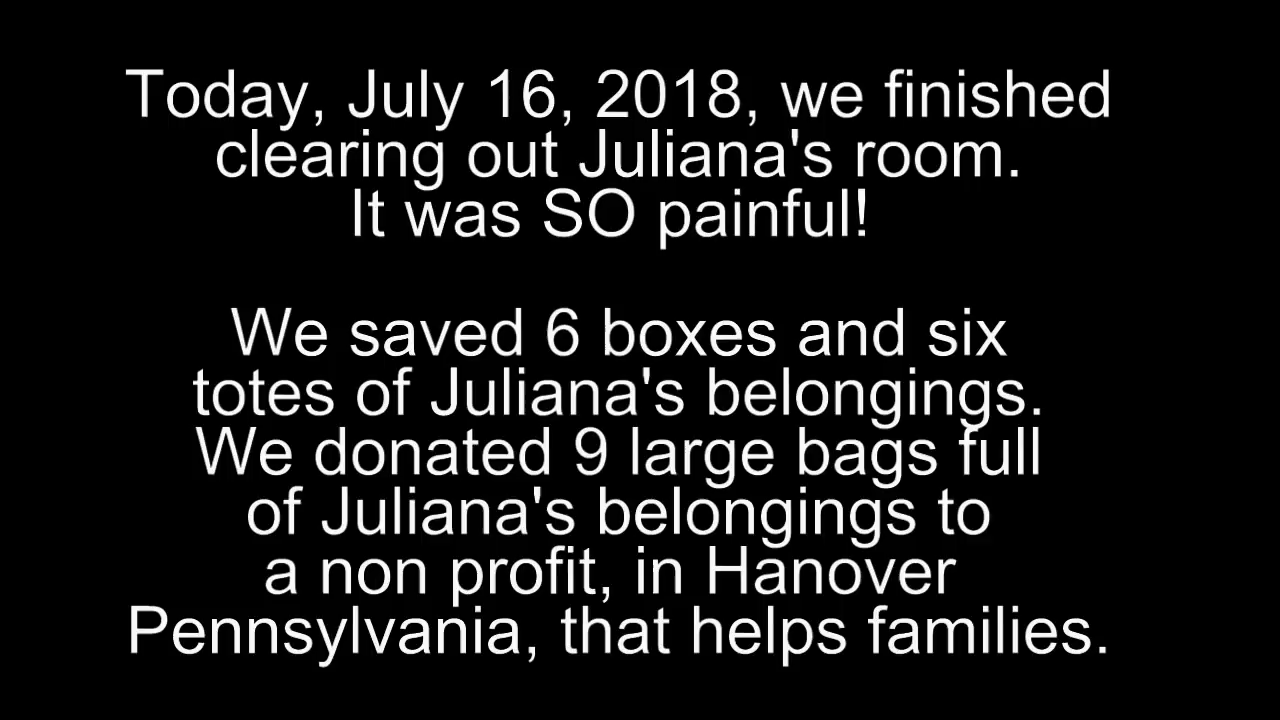 Today, July 16, 2018, we finished
clearing out Juliana's room.
It was SO painful!
We saved 6 boxes and six
totes of Juliana's belongings.
We donated 9 large bags full
of Juliana's belongings to
a non profit, in Hanover
Pennsylvania, that helps families.